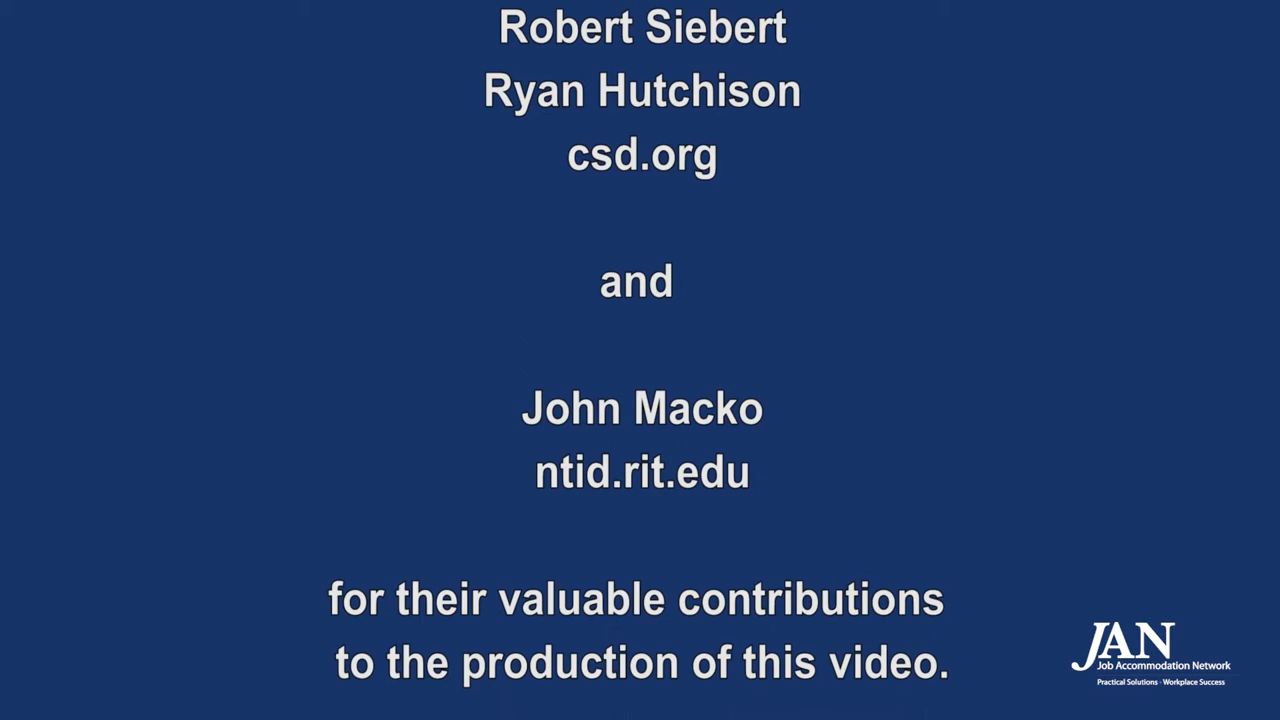 Robert Siebert
Ryan Hutchison
csd.org
and
John Macko
ntid.rit.edu
for their valuable contributions
to the production of this video.
JAN
Job Accommodation Network
Practical Solutions · Workplace Success